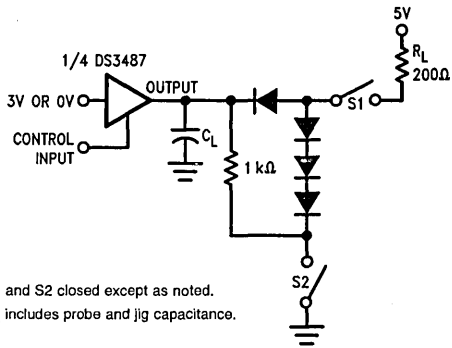 5V
1/4 DS3487
RL
200Ω
OUTPUT
3V OR 0V
S1
CONTROL
INPUT
CL
1 kΩ
S2
and S2 closed except as noted.
includes probe and jig capacitance.